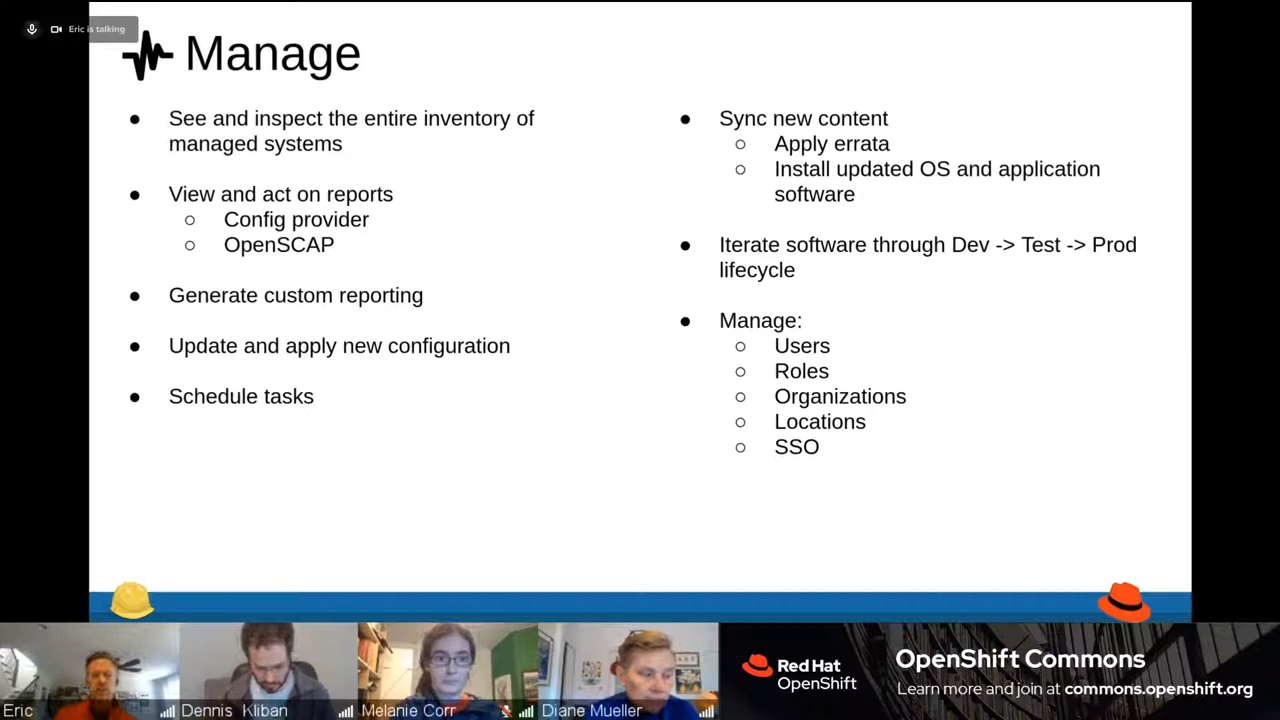 Eric is talking
Manage
● See and inspect the entire inventory of
managed systems
● View and act on reports
○ Config provider
○ OpenSCAP
● Generate custom reporting
● Update and apply new configuration
● Schedule tasks
● Sync new content
○ Apply errata
○ Install updated OS and application
software
● Iterate software through Dev -> Test -> Prod
lifecycle
● Manage:
○ Users
○ Roles
○ Organizations
○ Locations
○ SSO
Eric
Dennis Kliban
Melanie Corr
Diane Mueller
Red Hat
OpenShift
OpenShift Commons
Learn more and join at commons.openshift.org